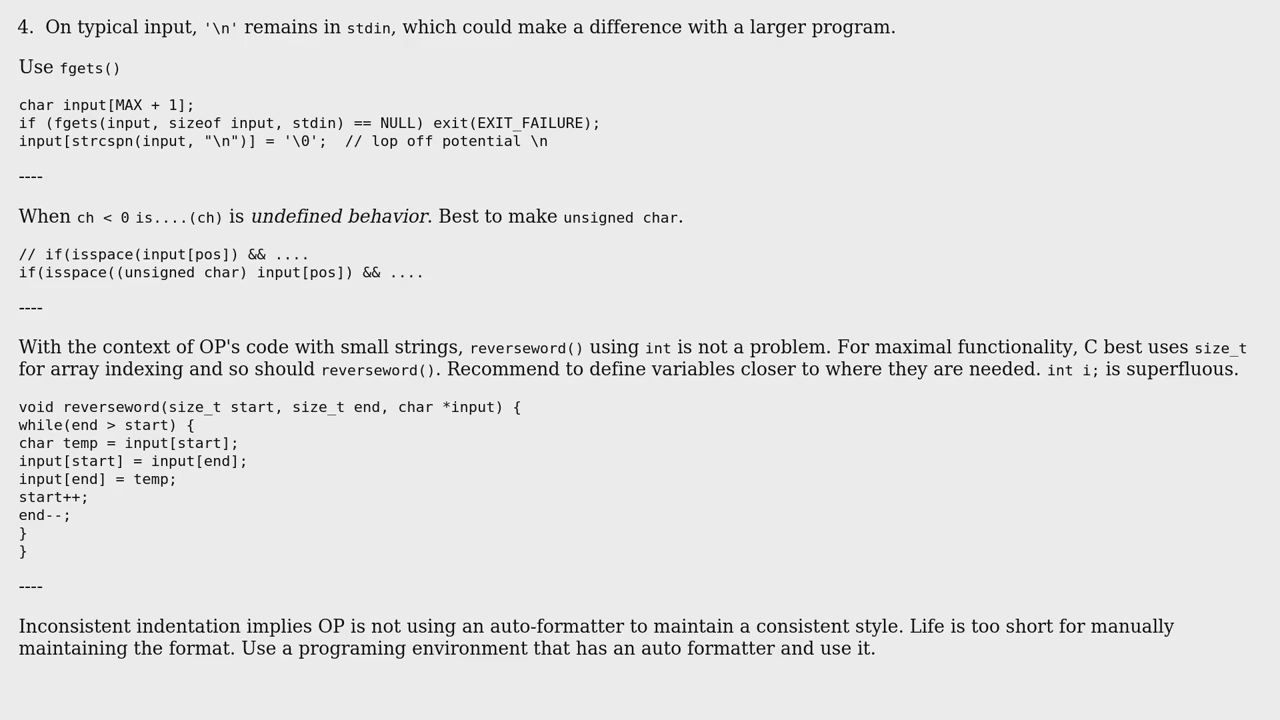 4. On typical input, '\n' remains in stdin, which could make a difference with a larger program.
Use fgets()
char input[MAX + 1];
if (fgets(input, sizeof input, stdin) == NULL) exit(EXIT_FAILURE);
input[strcspn(input, "\n")] = '\0';  // lop off potential \n
----
When ch < 0 is....(ch) is undefined behavior. Best to make unsigned char.
// if(isspace(input[pos]) && ....
if(isspace((unsigned char) input[pos]) && ....
----
With the context of OP's code with small strings, reverseword() using int is not a problem. For maximal functionality, C best uses size_t
for array indexing and so should reverseword(). Recommend to define variables closer to where they are needed. int i; is superfluous.
void reverseword(size_t start, size_t end, char *input) {
while(end > start) {
char temp = input[start];
input[start] = input[end];
input[end] = temp;
start++;
end--;
}
}
----
Inconsistent indentation implies OP is not using an auto-formatter to maintain a consistent style. Life is too short for manually
maintaining the format. Use a programing environment that has an auto formatter and use it.